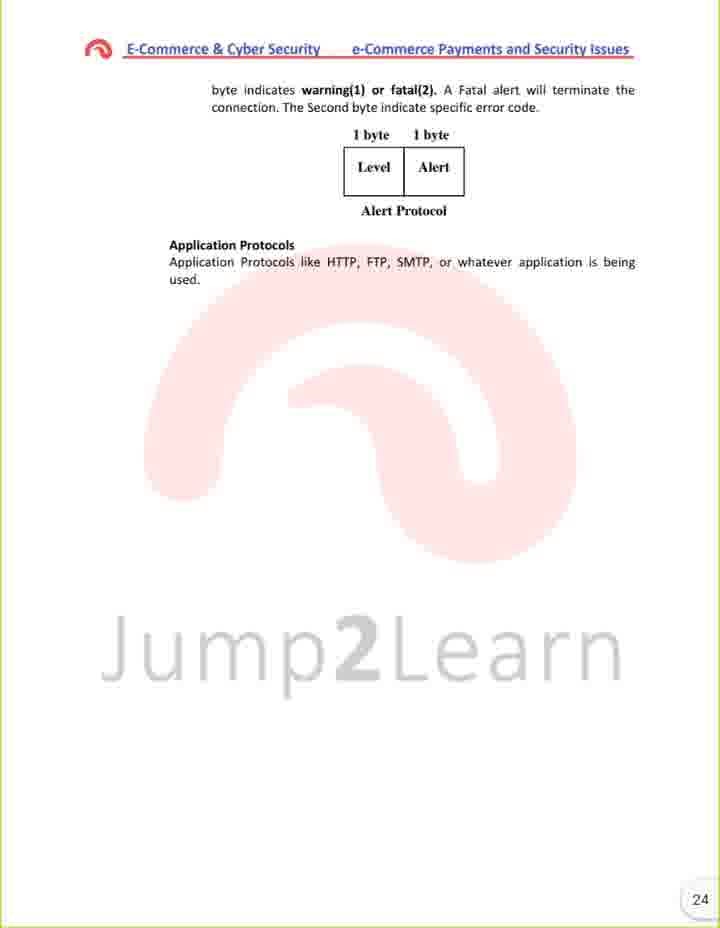 E-Commerce & Cyber Security e-Commerce Payments and Security Issues
byte indicates warning(1) or fatal(2). A Fatal alert will terminate the
connection. The Second byte indicate specific error code.
1 byte 1 byte
Level Alert
Alert Protocol
Application Protocols
Application Protocols like HTTP, FTP, SMTP, or whatever application is being
used.
Jump2Learn
24